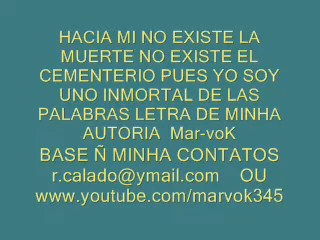 HACIA MI NO EXISTE LA
MUERTE NO EXISTE EL
CEMENTERIO PUES YO SOY
UNO INMORTAL DE LAS
PALABRAS LETRA DE MINHA
AUTORIA Mar-voK
BASE Ñ MINHA CONTATOS
r.calado@ymail.com OU
www.youtube.com/marvok345